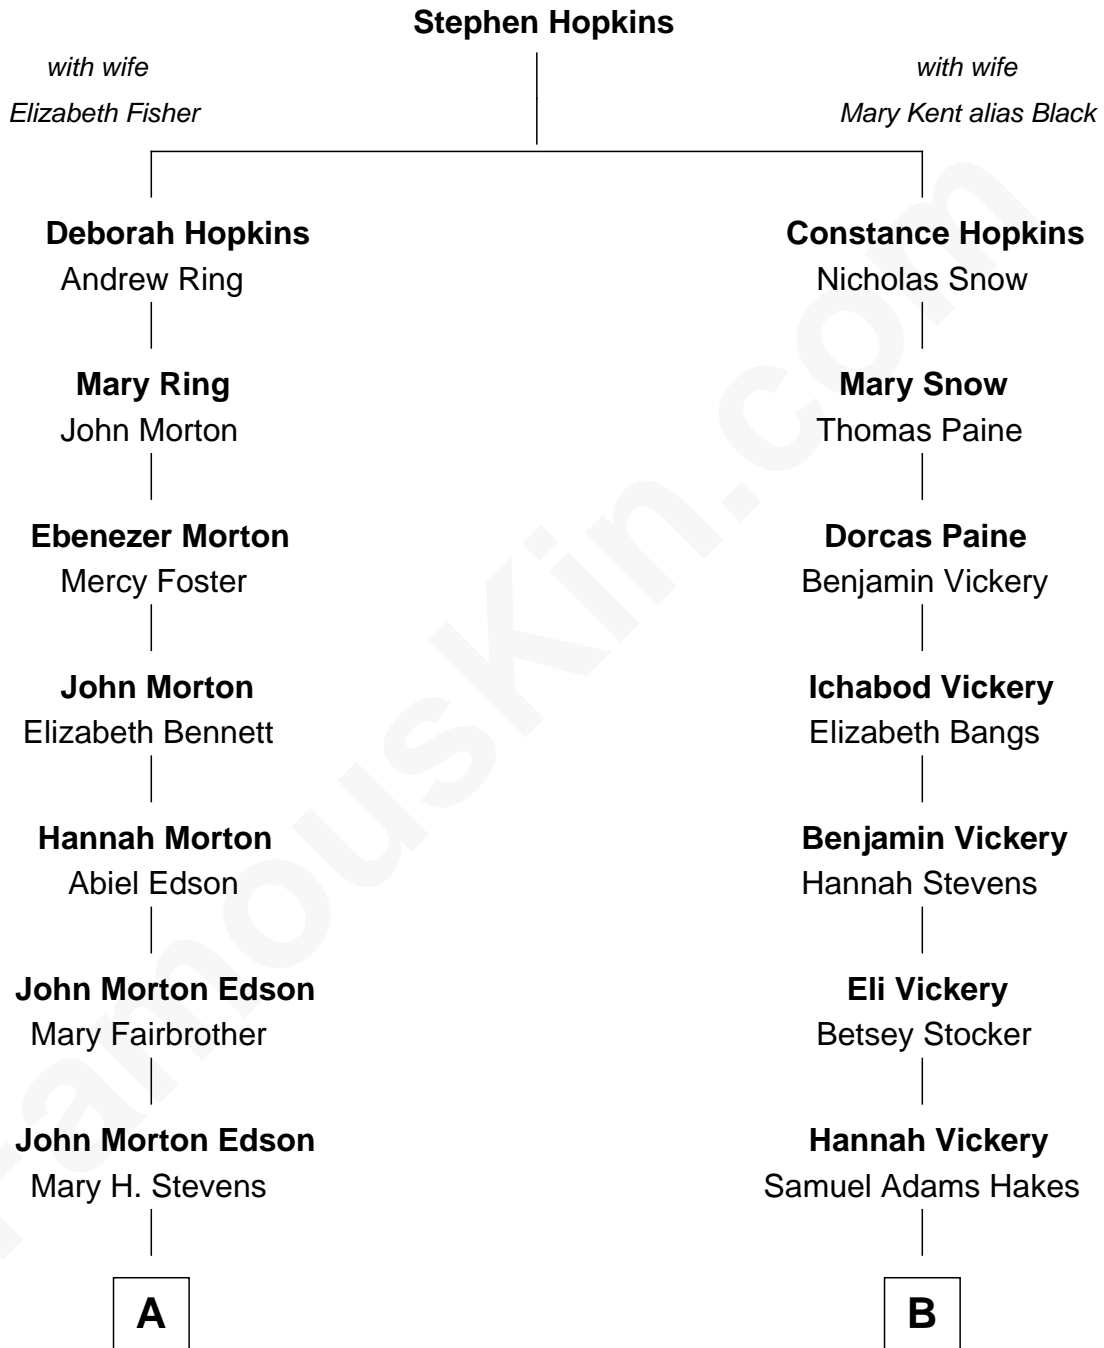 Stephen Hopkins
with wife
Elizabeth Fisher
with wife
Mary Kent alias Black
Deborah Hopkins
Andrew Ring
Constance Hopkins
Nicholas Snow
Mary Ring
John Morton
Mary Snow
Thomas Paine
Ebenezer Morton
Mercy Foster
Dorcas Paine
Benjamin Vickery
John Morton
Elizabeth Bennett
Ichabod Vickery
Elizabeth Bangs
Hannah Morton
Abiel Edson
Benjamin Vickery
Hannah Stevens
John Morton Edson
Mary Fairbrother
Eli Vickery
Betsey Stocker
John Morton Edson
Mary H. Stevens
Hannah Vickery
Samuel Adams Hakes
A
B
FamousKin.com